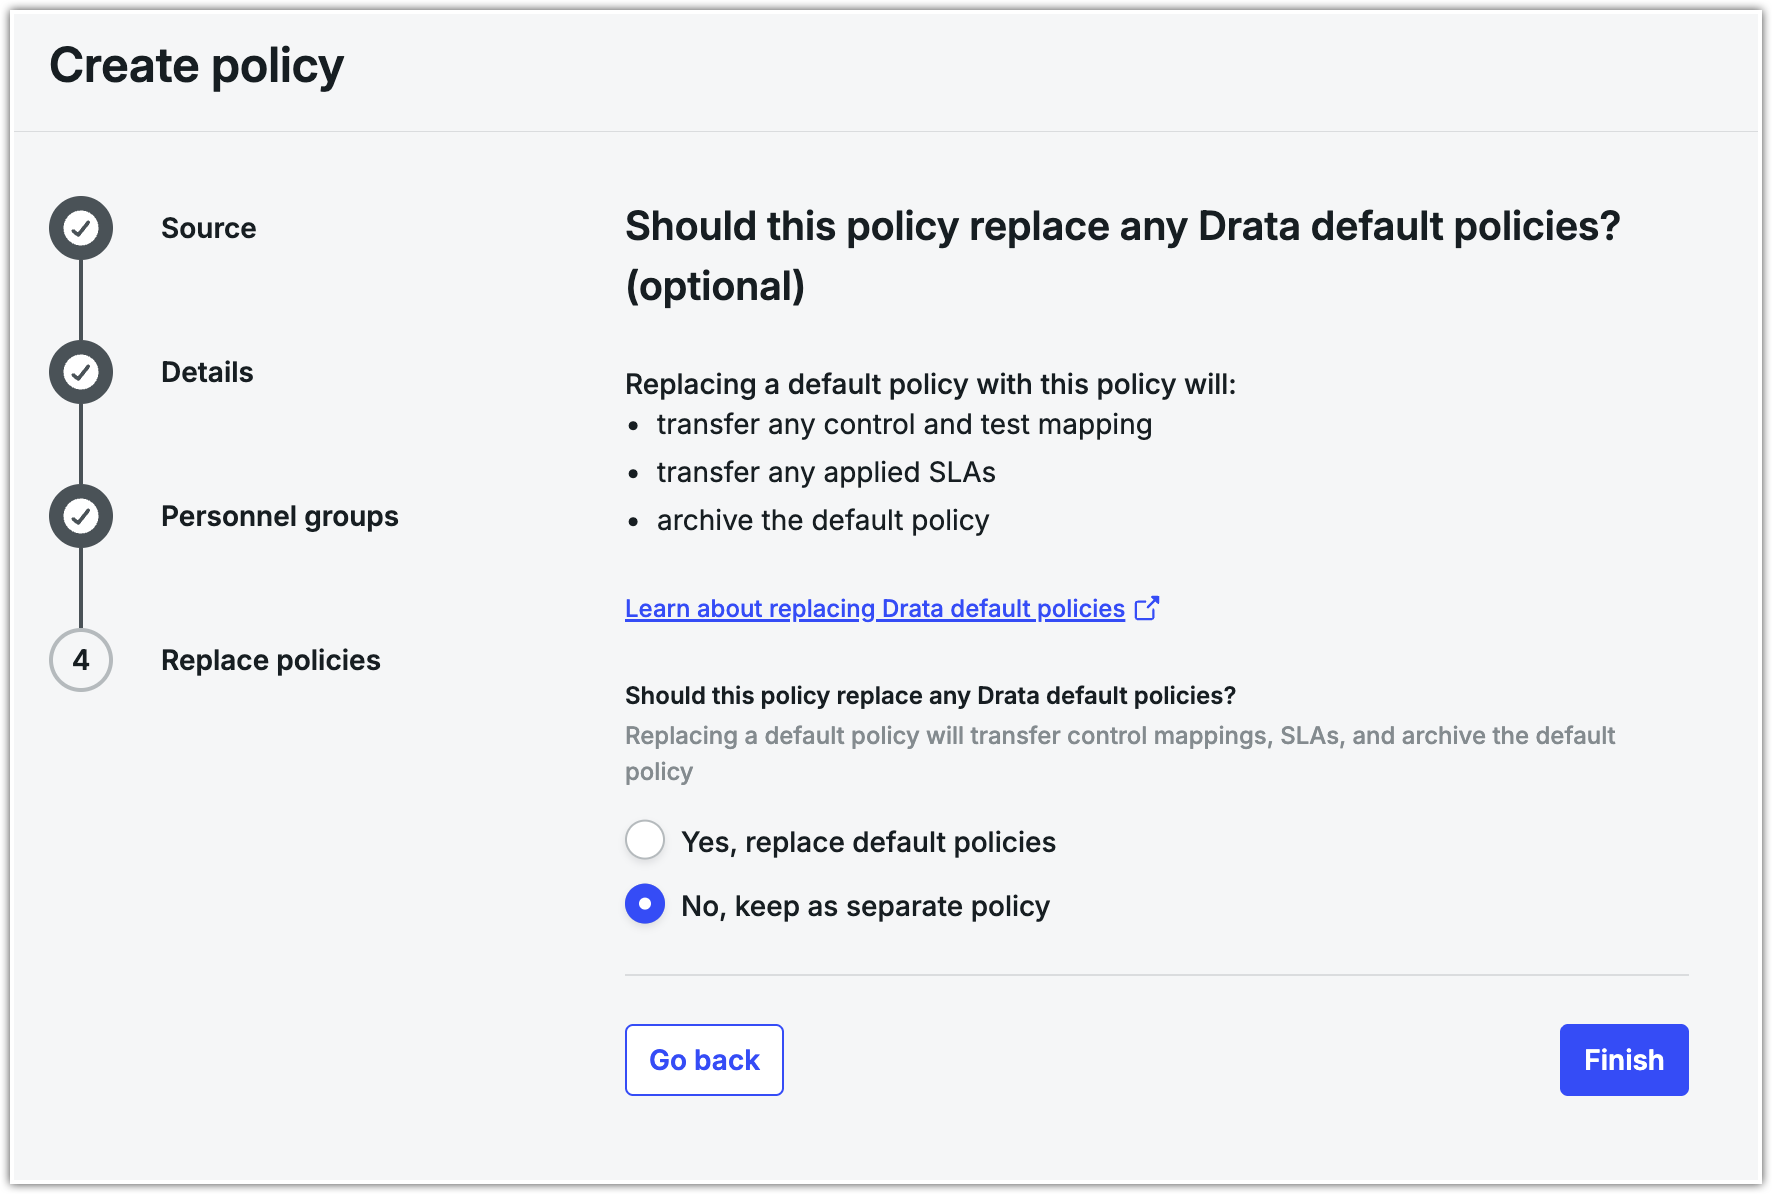 Create policy
Source
Details
Personnel groups
4
Replace policies
Should this policy replace any Drata default policies?
(optional)
Replacing a default policy with this policy will:
• transfer any control and test mapping
• transfer any applied SLAs
• archive the default policy
Learn about replacing Drata default policies
Should this policy replace any Drata default policies?
Replacing a default policy will transfer control mappings, SLAs, and archive the default
policy
Yes, replace default policies
No, keep as separate policy
Go back
Finish